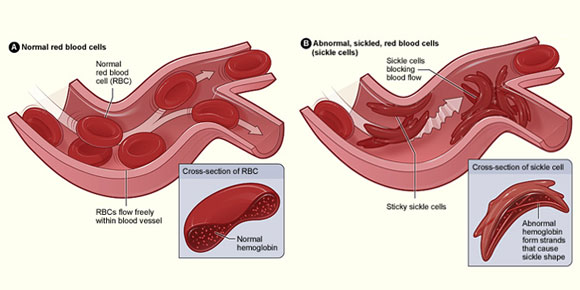 A Normal red blood cells
Normal
red blood
cell (RBC)
RBCs flow freely
within blood vessel
Cross-section of RBC
Normal
hemoglobin
B Abnormal, sickled, red blood cells
(sickle cells)
Sickle cells
blocking
blood flow
Sticky sickle cells
Cross-section of sickle cell
Abnormal
hemoglobin
form strands
that cause
sickle shape